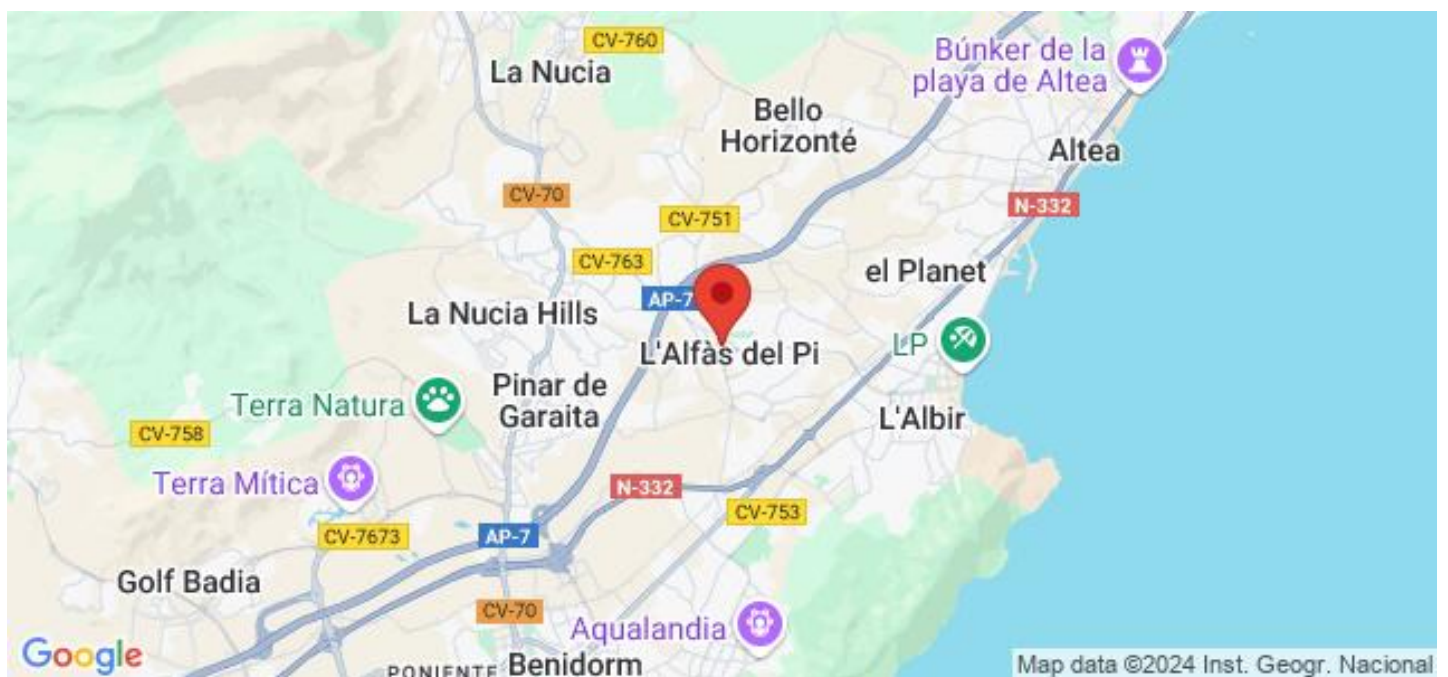 CV-760
La Nucia
Búnker de la
playa de Altea
Bello
Horizonté
Altea
CV-70
N-332
CV-751
CV-763
el Planet
AP-7
La Nucia Hills
LP
L'Alfàs del Pi
Pinar de
Garaita
Terra Natura
L'Albir
CV-758
Terra Mítica
N-332
CV-753
CV-7673
AP-7
Golf Badia
CV-70
Aqualandia
Google
PONIENTE
Benidorm
Map data ©2024 Inst. Geogr. Nacional